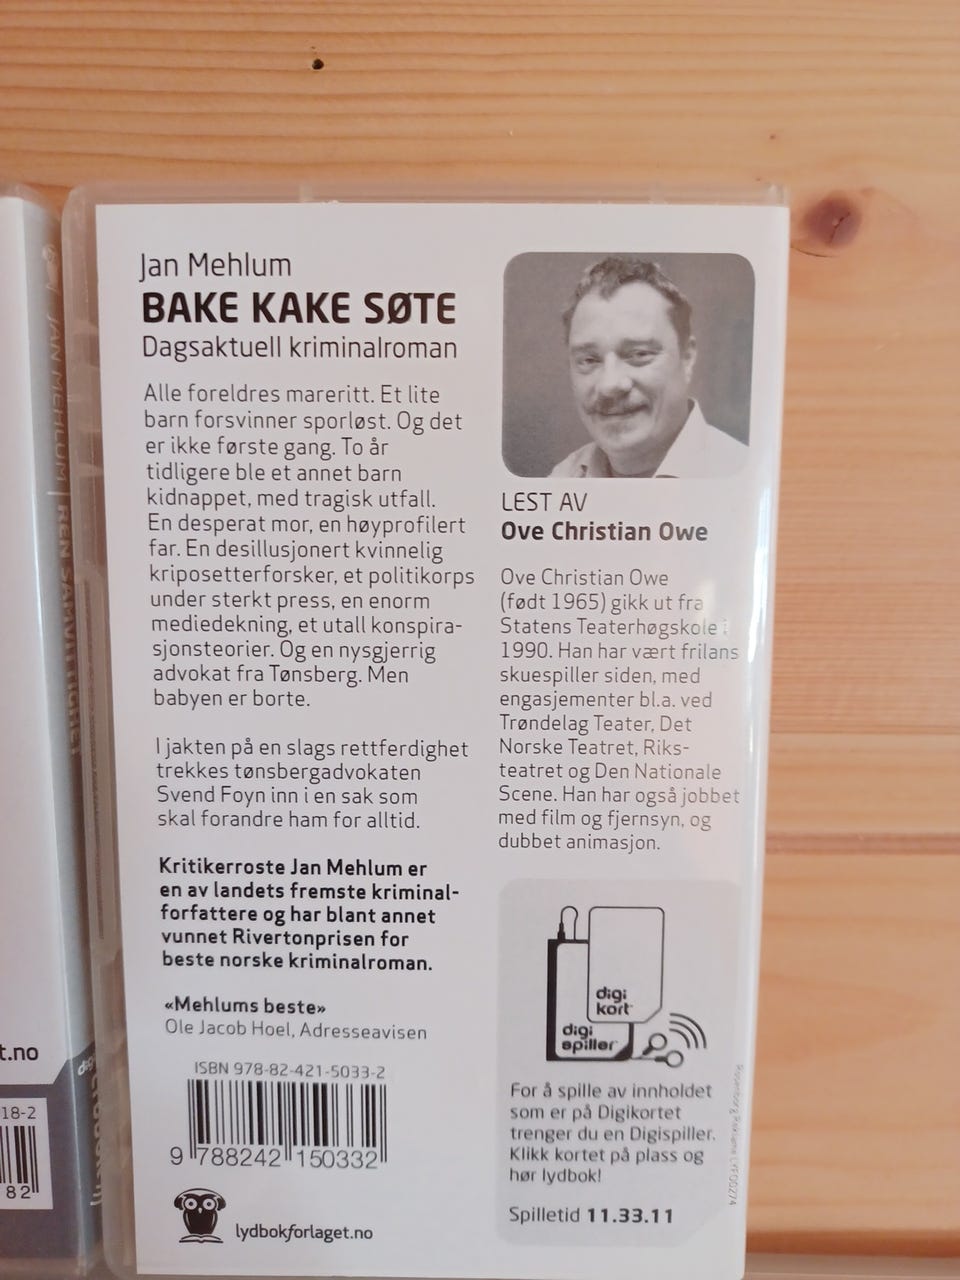 Jan Mehlum
BAKE KAKE SØTE
Dagsaktuell kriminalroman
Alle foreldres mareritt. Et lite
barn forsvinner sporløst. Og det
er ikke første gang. To år
tidligere ble et annet barn
kidnappet, med tragisk utfall.
En desperat mor, en høyprofilert
far. En desillusjonert kvinnelig
kriposetterforsker, et politikorps
under sterkt press, en enorm
mediedekning, et utall konspira-
sjonsteorier. Og en nysgjerrig
advokat fra Tønsberg. Men
babyen er borte.
I jakten på en slags rettferdighet
trekkes tønsbergadvokaten
Svend Foyn inn i en sak som
skal forandre ham for alltid.
Kritikerroste Jan Mehlum er
en av landets fremste kriminal-
forfattere og har blant annet
vunnet Rivertonprisen for
beste norske kriminalroman.
«Mehlums beste»
Ole Jacob Hoel, Adresseavisen
ISBN 978-82-421-5033-2
9 788242 150332
lydbokforlaget.no
LEST AV
Ove Christian Owe
Ove Christian Owe
(født 1965) gikk ut fra
Statens Teaterhøgskole i
1990. Han har vært frilans
skuespiller siden, med
engasjementer bl.a. ved
Trøndelag Teater, Det
Norske Teatret, Riks-
teatret og Den Nationale
Scene. Han har også jobbet
med film og fjernsyn, og
dubbet animasjon.
digi
kort
digi
spiller
For å spille av innholdet
som er på Digikortet
trenger du en Digispiller.
Klikk kortet på plass og
hør lydbok!
Spilletid 11.33.11
Rosenborg Reklame LYF00274
JAN MEHLUM | REN SAMVITTIGHET
t.no
18-2
82